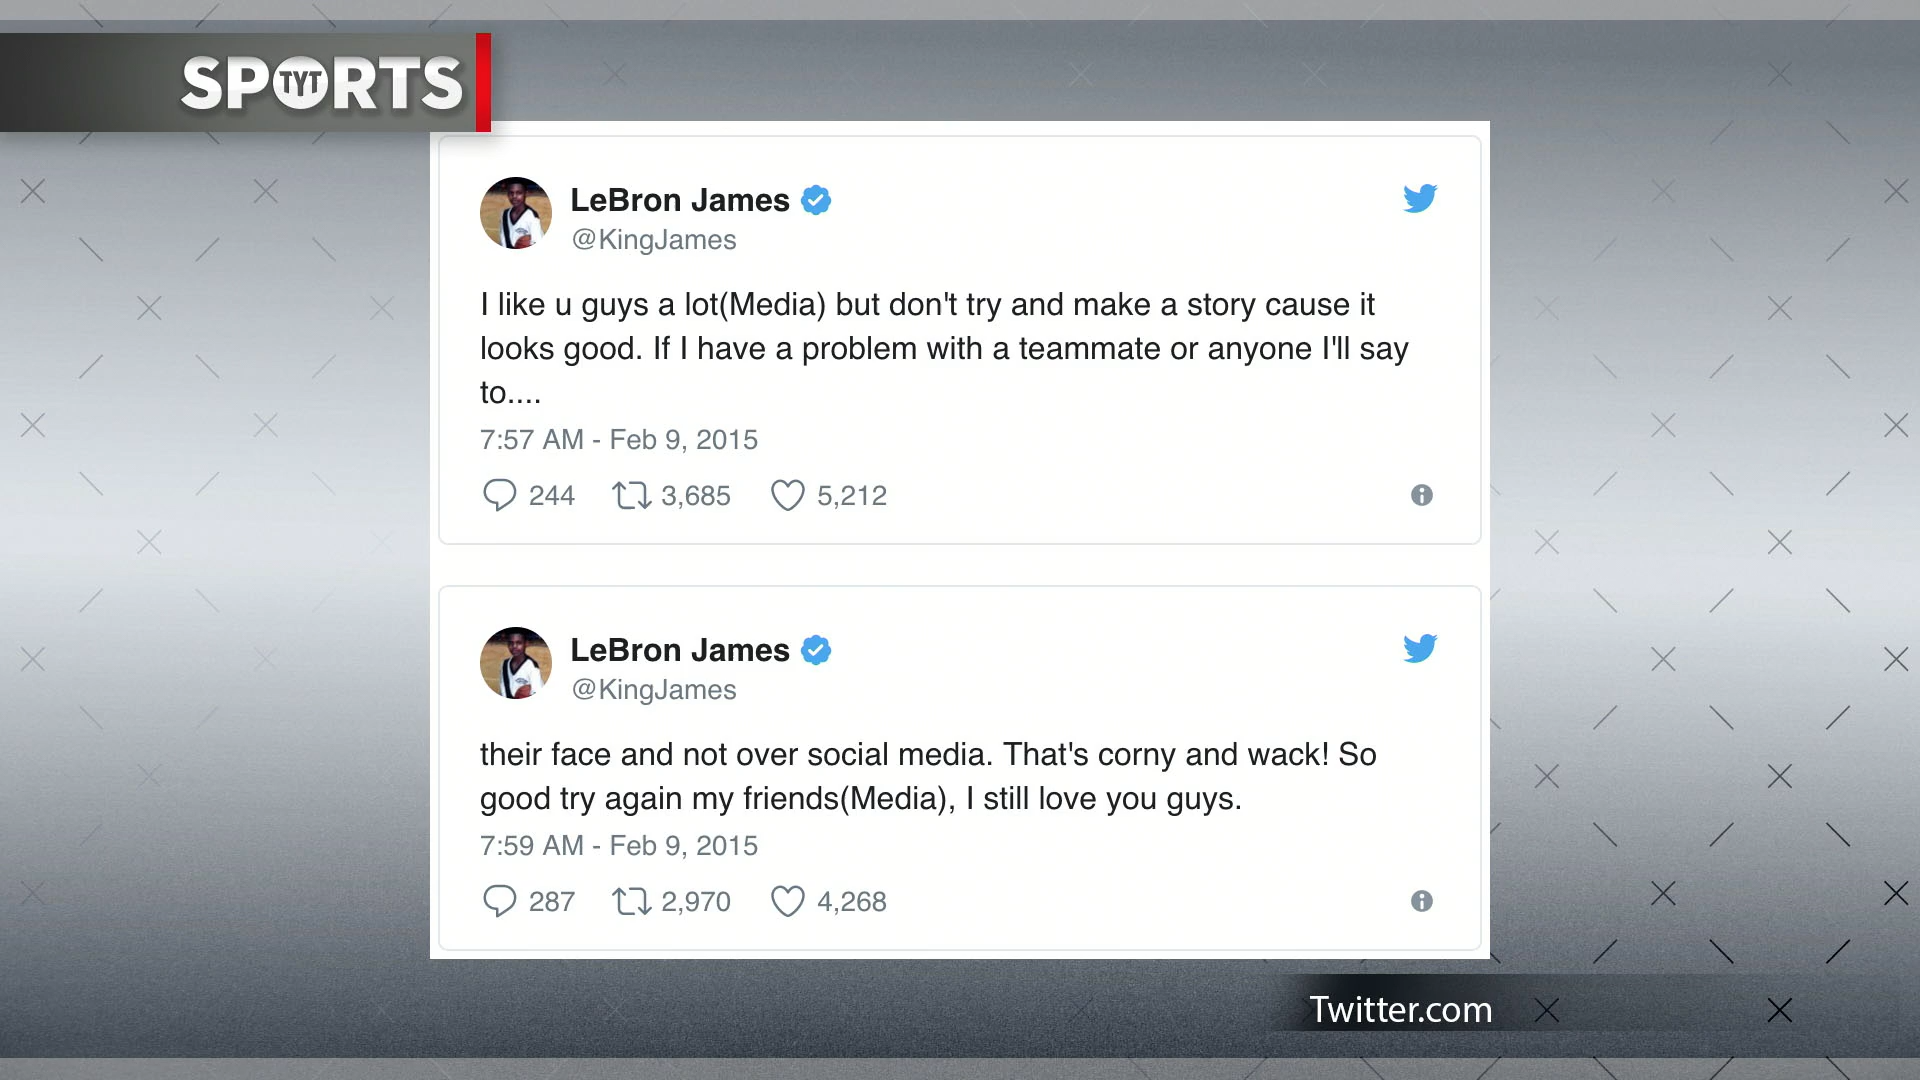 SPORTS
TYT
LeBron James
@KingJames
I like u guys a lot(Media) but don't try and make a story cause it
looks good. If I have a problem with a teammate or anyone I'll say
to....
7:57 AM - Feb 9, 2015
244 3,685 5,212
LeBron James
@KingJames
their face and not over social media. That's corny and wack! So
good try again my friends(Media), I still love you guys.
7:59 AM - Feb 9, 2015
287 2,970 4,268
Twitter.com